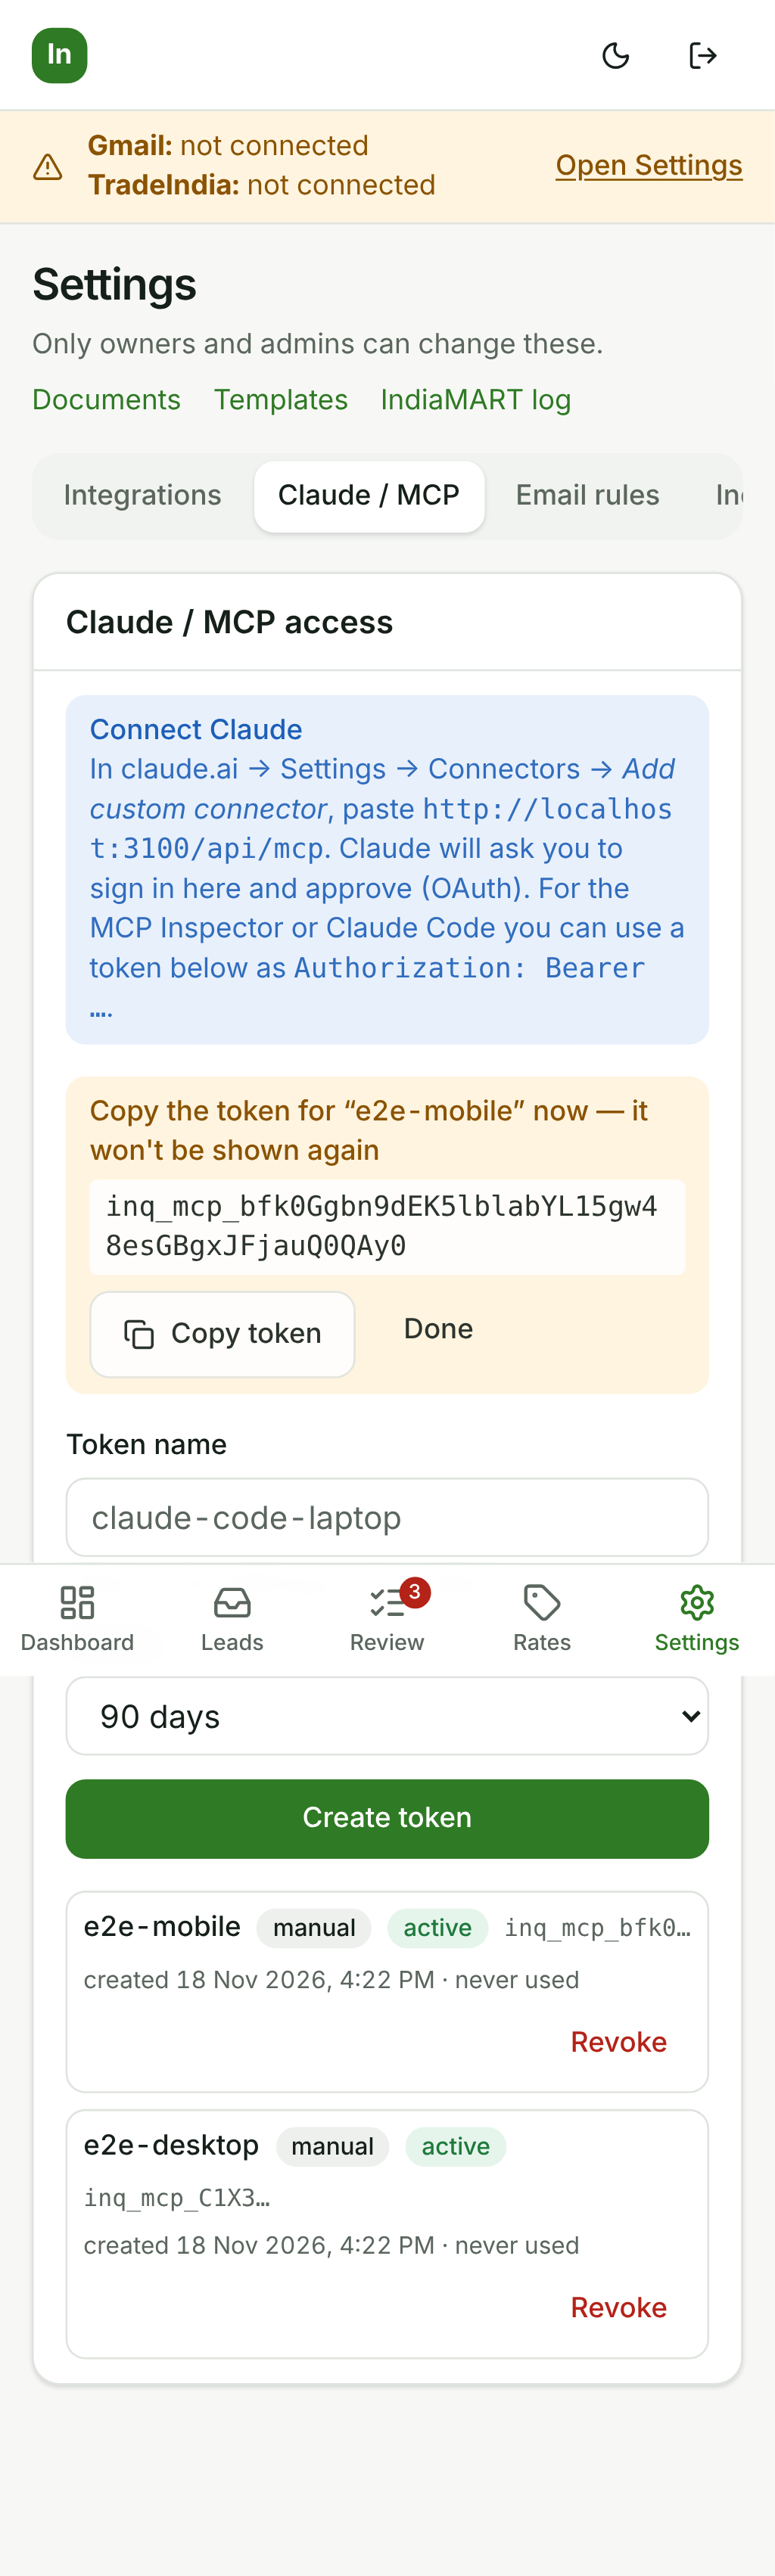 In
Gmail: not connected
TradeIndia: not connected
Open Settings
Settings
Only owners and admins can change these.
Documents Templates IndiaMART log
Integrations Claude / MCP Email rules In
Claude / MCP access
Connect Claude
In claude.ai → Settings → Connectors → Add
custom connector, paste http://localhos
t:3100/api/mcp. Claude will ask you to
sign in here and approve (OAuth). For the
MCP Inspector or Claude Code you can use a
token below as Authorization: Bearer
….
Copy the token for “e2e-mobile” now — it
won't be shown again
inq_mcp_bfk0Ggbn9dEK5lblabYL15gw4
8esGBgxJFjauQ0QAy0
Copy token Done
Token name
claude-code-laptop
3
Dashboard Leads Review Rates Settings
90 days
Create token
e2e-mobile manual active inq_mcp_bfk0…
created 18 Nov 2026, 4:22 PM · never used
Revoke
e2e-desktop manual active
inq_mcp_C1X3…
created 18 Nov 2026, 4:22 PM · never used
Revoke